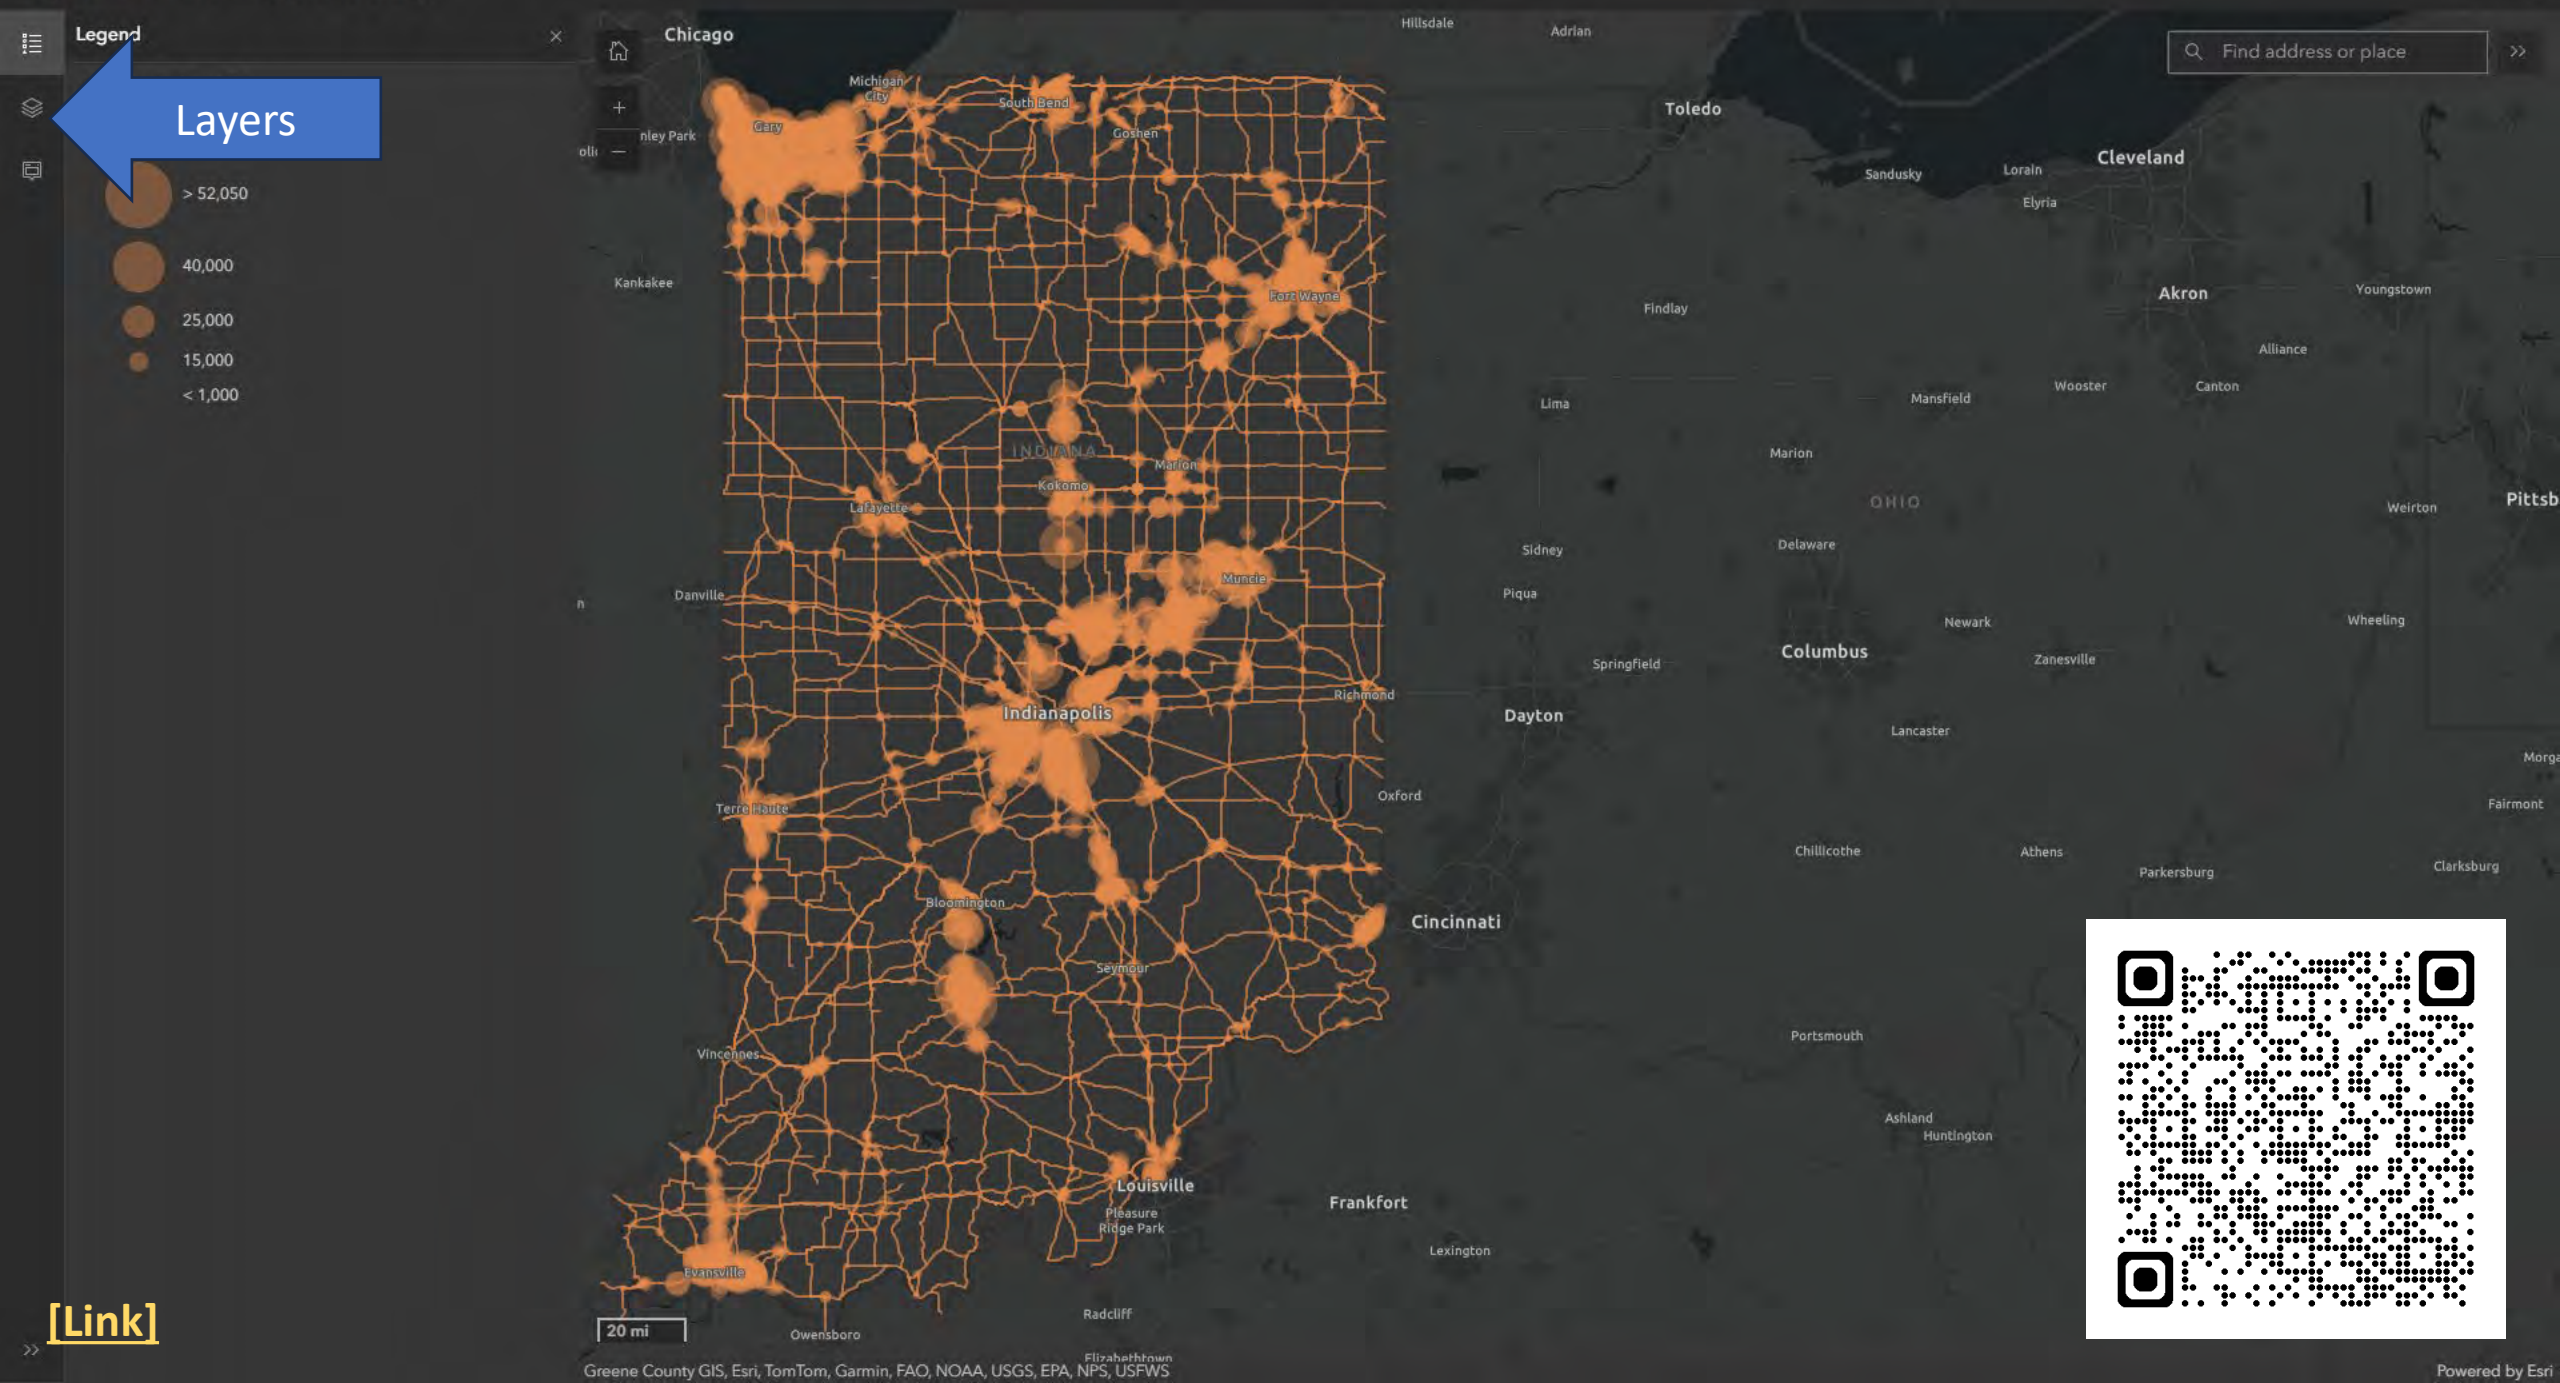 Legend
Layers
> 52,050
40,000
25,000
15,000
< 1,000
[Link]
Find address or place
Chicago
Hillsdale
Adrian
Michigan
City
South Bend
Gary
nley Park
Goshen
Toledo
Cleveland
Sandusky
Lorain
Elyria
Kankakee
Fort Wayne
Findlay
Akron
Youngstown
Alliance
Lima
Mansfield
Wooster
Canton
INDIANA
Marion
Marion
Kokomo
Lafayette
OHIO
Weirton
Pittsb
Sidney
Delaware
Muncie
Danville
n
Piqua
Newark
Wheeling
Columbus
Springfield
Zanesville
Richmond
Indianapolis
Dayton
Lancaster
Morga
Oxford
Terre Haute
Fairmont
Chillicothe
Athens
Parkersburg
Clarksburg
Bloomington
Cincinnati
Seymour
Portsmouth
Vincennes
Ashland
Huntington
Louisville
Frankfort
Pleasure
Ridge Park
Lexington
Evansville
Radcliff
20 mi
Owensboro
Elizabethtown
Greene County GIS, Esri, TomTom, Garmin, FAO, NOAA, USGS, EPA, NPS, USFWS
Powered by Esri